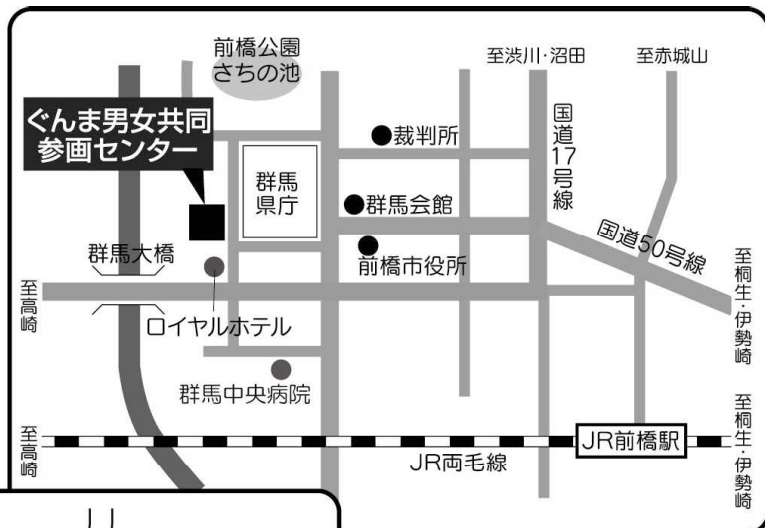 前橋公園
さちの池
至渋川・沼田
至赤城山
ぐんま男女共同
参画センター
裁判所
国道17号線
群馬
県庁
群馬会館
国道50号線
群馬大橋
前橋市役所
至高崎
ロイヤルホテル
至桐生・伊勢崎
群馬中央病院
至高崎
JR両毛線
JR前橋駅
至桐生・伊勢崎